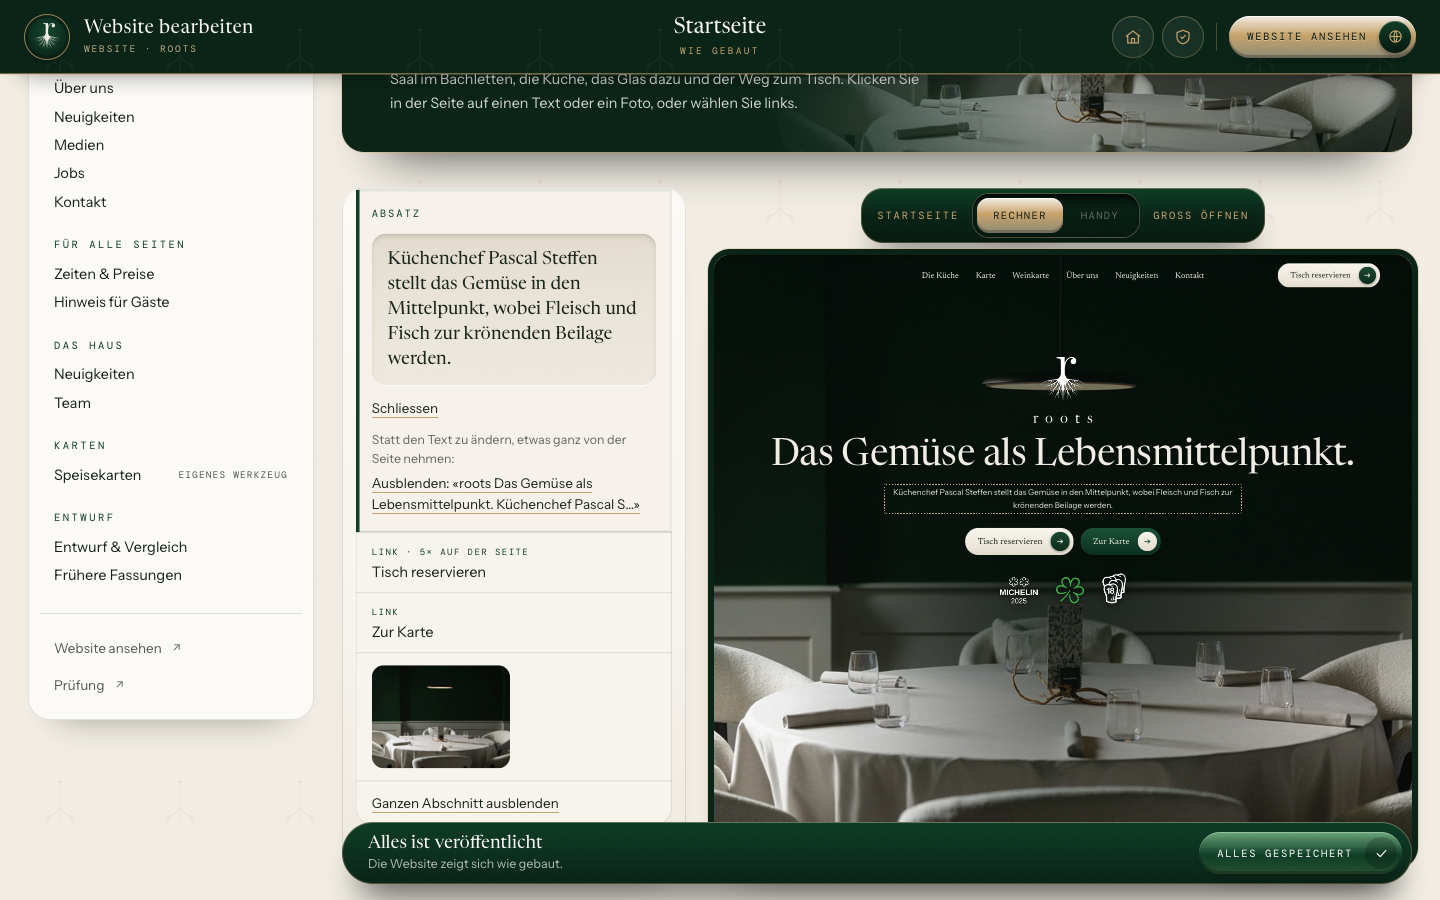 r
Website bearbeiten
WEBSITE · ROOTS
Startseite
WIE GEBAUT
WEBSITE ANSEHEN
Über uns
Neuigkeiten
Medien
Jobs
Kontakt
FÜR ALLE SEITEN
Zeiten & Preise
Hinweis für Gäste
DAS HAUS
Neuigkeiten
Team
KARTEN
Speisekarten
EIGENES WERKZEUG
ENTWURF
Entwurf & Vergleich
Frühere Fassungen
Website ansehen
Prüfung
Saal im Bachletten, die Küche, das Glas dazu und der Weg zum Tisch. Klicken Sie
in der Seite auf einen Text oder ein Foto, oder wählen Sie links.
ABSATZ
Küchenchef Pascal Steffen
stellt das Gemüse in den
Mittelpunkt, wobei Fleisch und
Fisch zur krönenden Beilage
werden.
Schliessen
Statt den Text zu ändern, etwas ganz von der
Seite nehmen:
Ausblenden: «roots Das Gemüse als
Lebensmittelpunkt. Küchenchef Pascal S...»
LINK · 5× AUF DER SEITE
Tisch reservieren
LINK
Zur Karte
Ganzen Abschnitt ausblenden
STARTSEITE
RECHNER
HANDY
GROSS ÖFFNEN
Die Küche
Karte
Weinkarte
Über uns
Neuigkeiten
Kontakt
Tisch reservieren
r
roots
Das Gemüse als Lebensmittelpunkt.
Küchenchef Pascal Steffen stellt das Gemüse in den Mittelpunkt, wobei Fleisch und Fisch zur
krönenden Beilage werden.
Tisch reservieren
Zur Karte
MICHELIN
2025
18
Alles ist veröffentlicht
Die Website zeigt sich wie gebaut.
ALLES GESPEICHERT